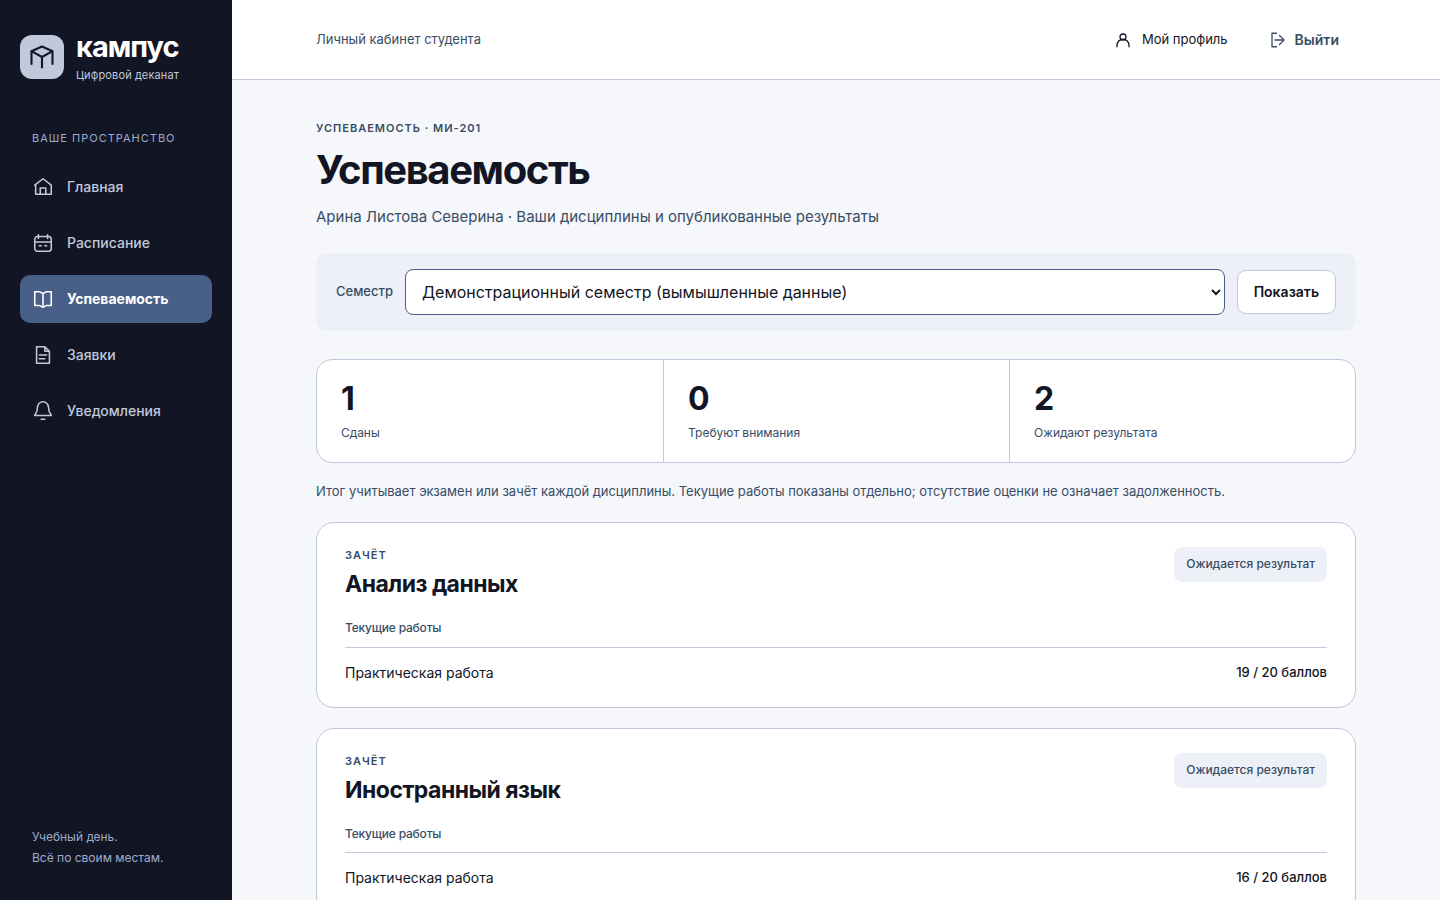 кампус
Цифровой деканат
ВАШЕ ПРОСТРАНСТВО
Главная
Расписание
Успеваемость
Заявки
Уведомления
Учебный день.
Всё по своим местам.
Личный кабинет студента
Мой профиль
Выйти
УСПЕВАЕМОСТЬ · МИ-201
Успеваемость
Арина Листова Северина · Ваши дисциплины и опубликованные результаты
Семестр
Демонстрационный семестр (вымышленные данные)
Показать
1
Сданы
0
Требуют внимания
2
Ожидают результата
Итог учитывает экзамен или зачёт каждой дисциплины. Текущие работы показаны отдельно; отсутствие оценки не означает задолженность.
ЗАЧЁТ
Анализ данных
Ожидается результат
Текущие работы
Практическая работа
19 / 20 баллов
ЗАЧЁТ
Иностранный язык
Ожидается результат
Текущие работы
Практическая работа
16 / 20 баллов